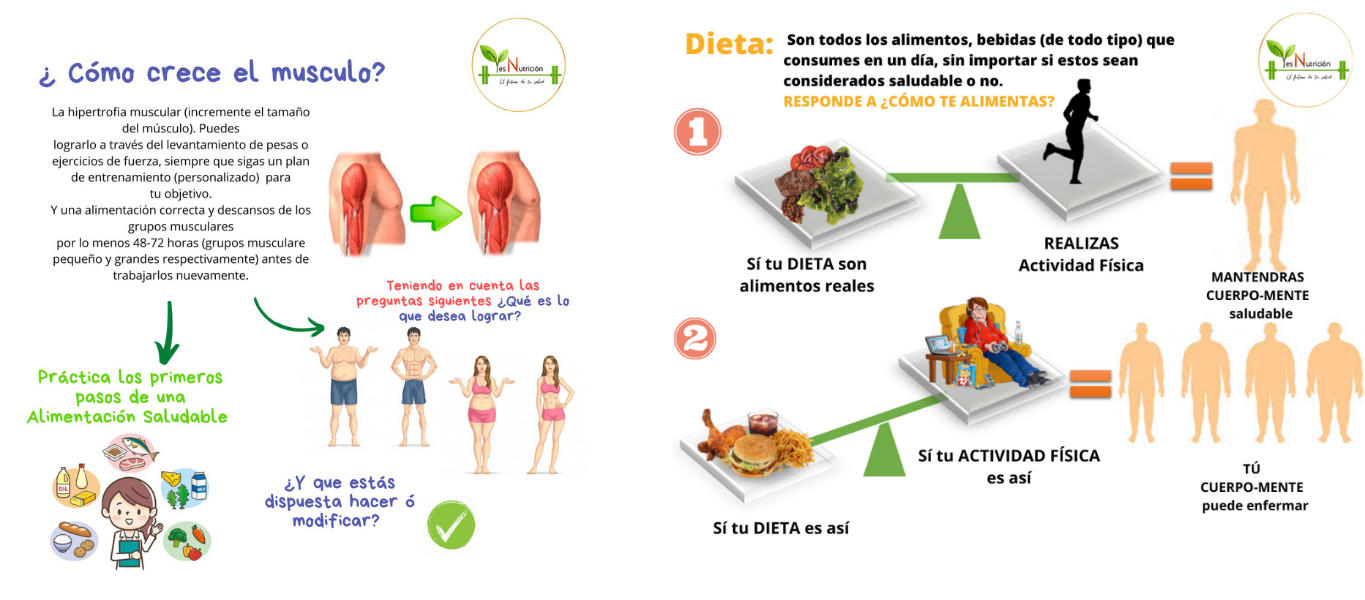 ¿ Cómo crece el musculo?
Yes Nutrición
El futuro de tu salud
La hipertrofia muscular (incremente el tamaño
del músculo). Puedes
lograrlo a través del levantamiento de pesas o
ejercicios de fuerza, siempre que sigas un plan
de entrenamiento (personalizado) para
tu objetivo.
Y una alimentación correcta y descansos de los
grupos musculares
por lo menos 48-72 horas (grupos musculare
pequeño y grandes respectivamente) antes de
trabajarlos nuevamente.
Teniendo en cuenta las
preguntas siguientes ¿Qué es lo
que desea lograr?
Práctica los primeros
pasos de una
Alimentación Saludable
OIL
¿Y que estás
dispuesta hacer ó
modificar?
Dieta: Son todos los alimentos, bebidas (de todo tipo) que
consumes en un día, sin importar si estos sean
considerados saludable o no.
RESPONDE A ¿CÓMO TE ALIMENTAS?
Yes Nutrición
El futuro de tu salud
1
Sí tu DIETA son
alimentos reales
REALIZAS
Actividad Física
MANTENDRAS
CUERPO-MENTE
saludable
2
Sí tu DIETA es así
Sí tu ACTIVIDAD FÍSICA
es así
TÚ
CUERPO-MENTE
puede enfermar